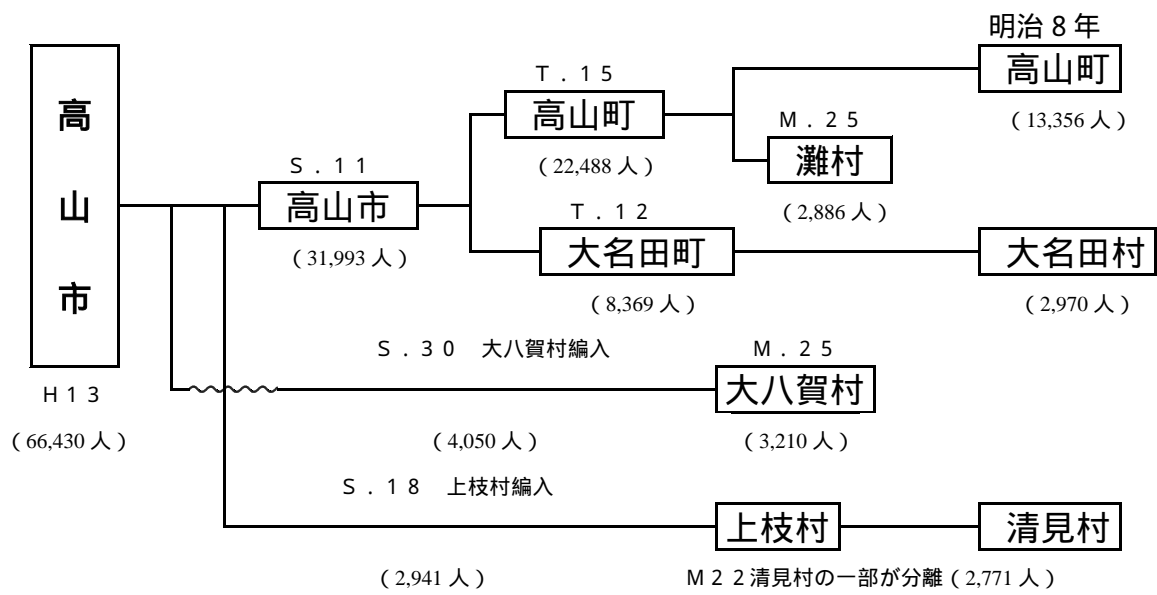 明治８年
高山町
（13,356 人）
Ｔ．１５
高山町
（22,488 人）
Ｍ．２５
灘村
（2,886 人）
高山市
Ｈ１３
（66,430 人）
Ｓ．１１
高山市
（31,993 人）
Ｔ．１２
大名田町
（8,369 人）
大名田村
（2,970 人）
Ｓ．３０　大八賀村編入
（4,050 人）
Ｍ．２５
大八賀村
（3,210 人）
Ｓ．１８　上枝村編入
（2,941 人）
上枝村
清見村
Ｍ２２清見村の一部が分離（2,771 人）